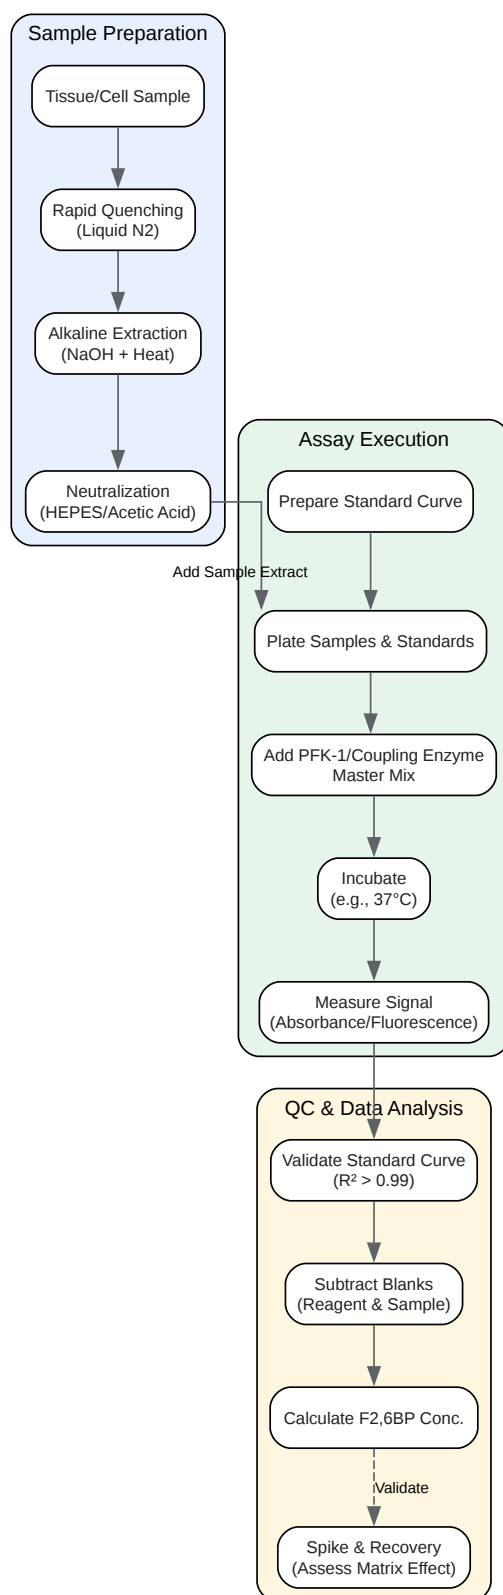 Sample Preparation
Tissue/Cell Sample
Rapid Quenching
(Liquid N2)
Alkaline Extraction
(NaOH + Heat)
Neutralization
(HEPES/Acetic Acid)
Assay Execution
Prepare Standard Curve
Add Sample Extract
Plate Samples & Standards
Add PFK-1/Coupling Enzyme
Master Mix
Incubate
(e.g., 37°C)
Measure Signal
(Absorbance/Fluorescence)
QC & Data Analysis
Validate Standard Curve
(R² > 0.99)
Subtract Blanks
(Reagent & Sample)
Calculate F2,6BP Conc.
Validate
Spike & Recovery
(Assess Matrix Effect)